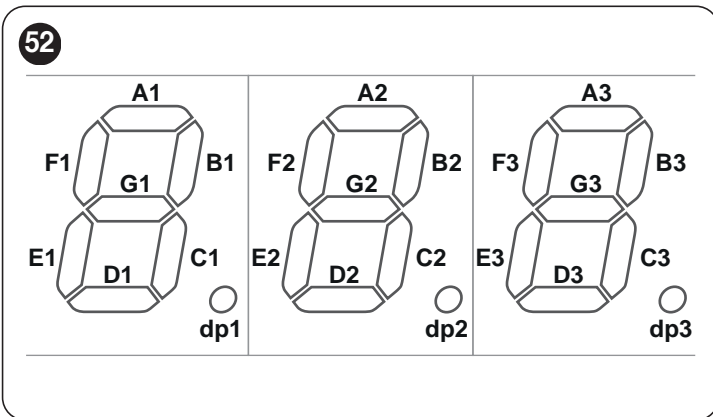 52
A1 A2 A3
F1 B1 F2 B2 F3 B3
G1 G2 G3
E1 C1 E2 C2 E3 C3
D1 D2 D3
dp1 dp2 dp3